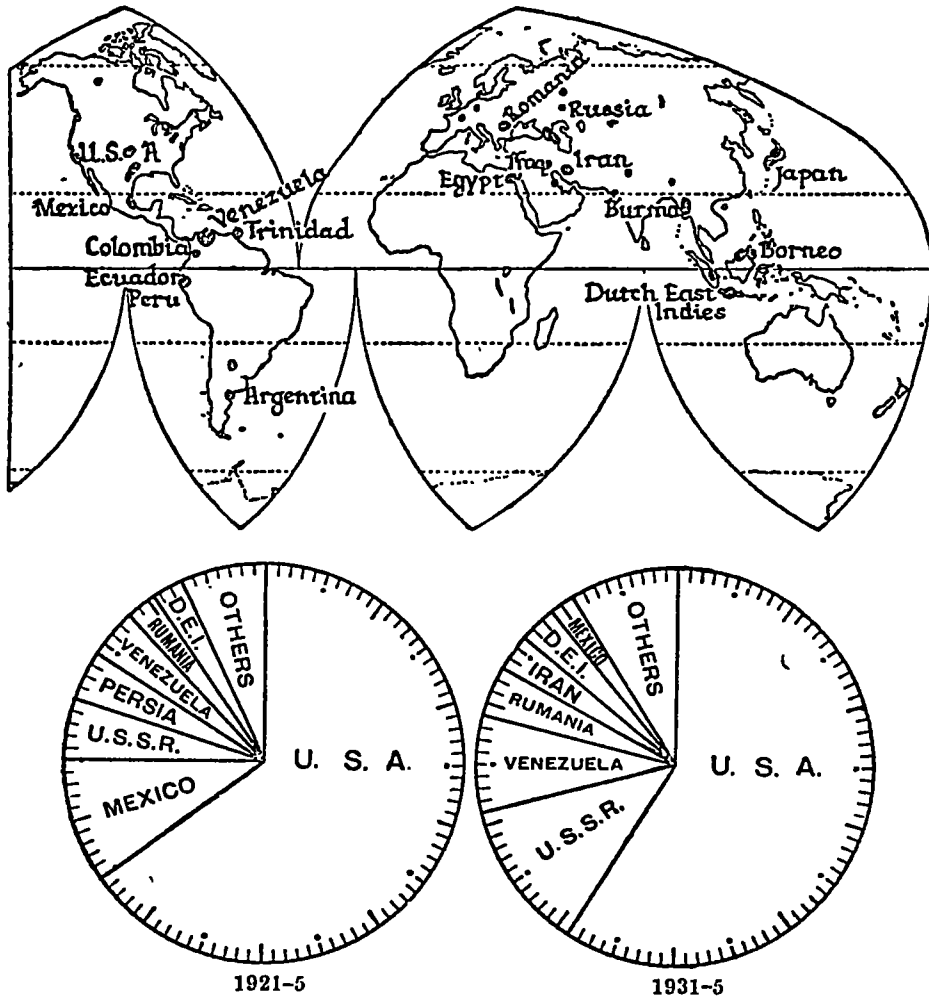 Romania
Russia
U.S. A
Iraq
Iran
Egypt
Japan
Mexico
Venezuela
Burma
Trinidad
Colombia
Borneo
Ecuador
Peru
Dutch East
Indies
Argentina
OTHERS
D.E.I.
RUMANIA
VENEZUELA
PERSIA
U.S.S.R.
MEXICO
U. S. A.
1921-5
OTHERS
MEXICO
D.E.I.
IRAN
RUMANIA
VENEZUELA
U.S.S.R.
U. S. A.
1931-5